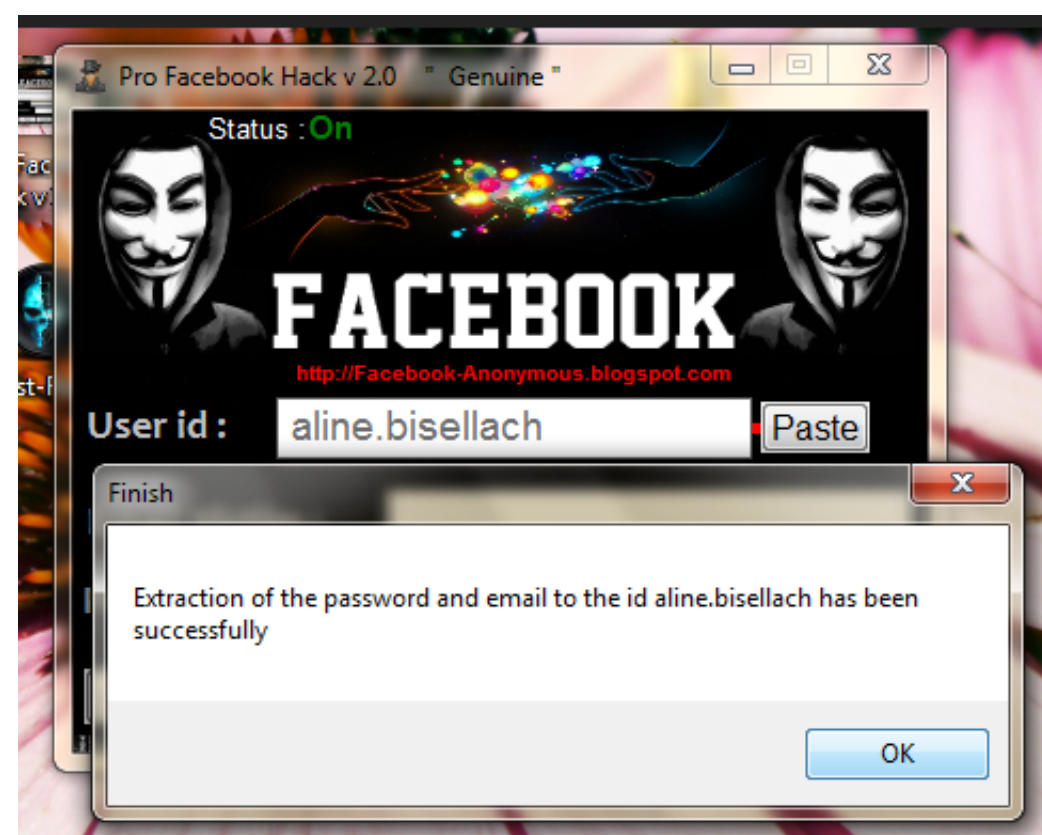 Pro Facebook Hack v 2.0 " Genuine "
Status : On
FACEBOOK
http://Facebook-Anonymous.blogspot.com
User id :
aline.bisellach
Paste
Finish
Extraction of the password and email to the id aline.bisellach has been
successfully
OK